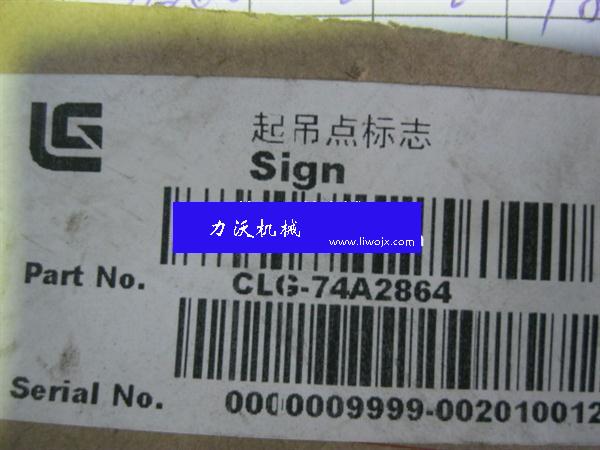 起吊点标志
Sign
力沃机械
www.liwojx.com
Part No. CLG-74A2864
Serial No. 0000009999-002010012